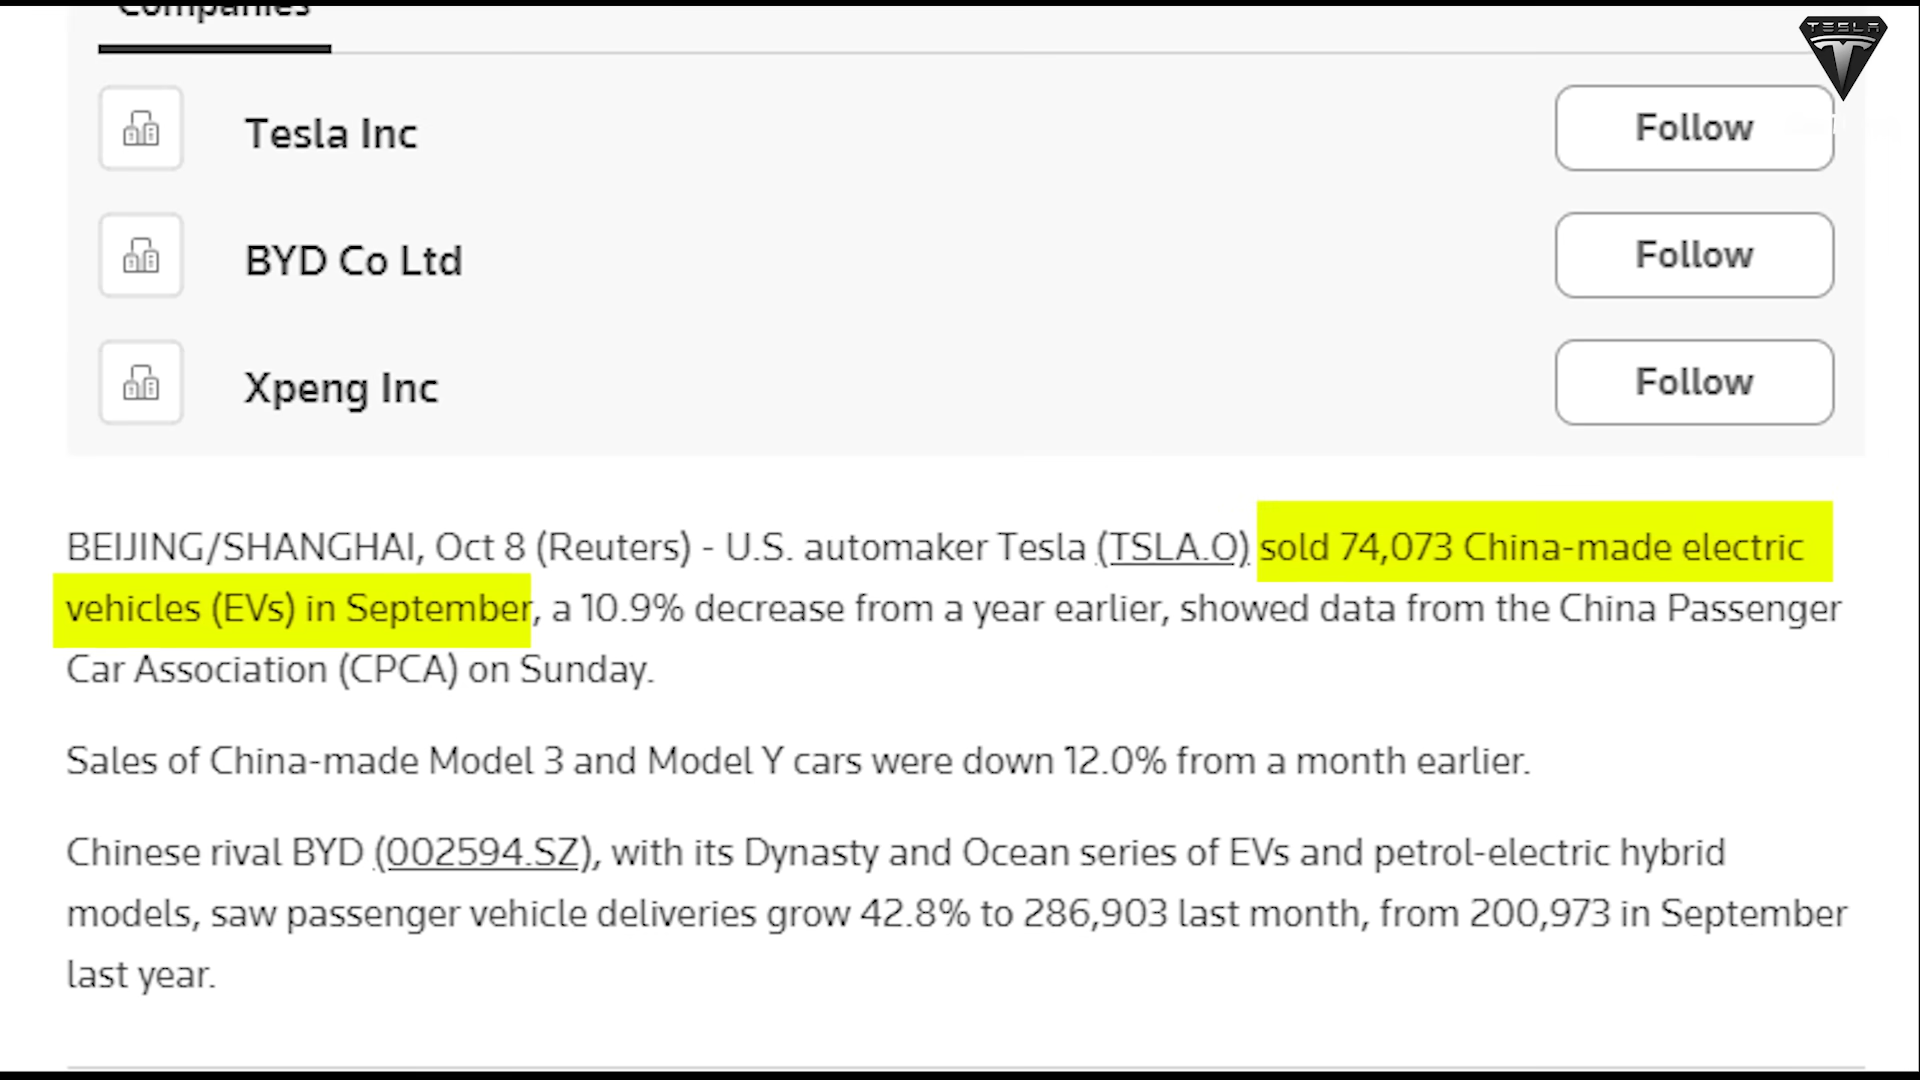 Companies
TESLA
Tesla Inc
Follow
BYD Co Ltd
Follow
Xpeng Inc
Follow
BEIJING/SHANGHAI, Oct 8 (Reuters) - U.S. automaker Tesla (TSLA.O) sold 74,073 China-made electric
vehicles (EVs) in September, a 10.9% decrease from a year earlier, showed data from the China Passenger
Car Association (CPCA) on Sunday.
Sales of China-made Model 3 and Model Y cars were down 12.0% from a month earlier.
Chinese rival BYD (002594.SZ), with its Dynasty and Ocean series of EVs and petrol-electric hybrid
models, saw passenger vehicle deliveries grow 42.8% to 286,903 last month, from 200,973 in September
last year.